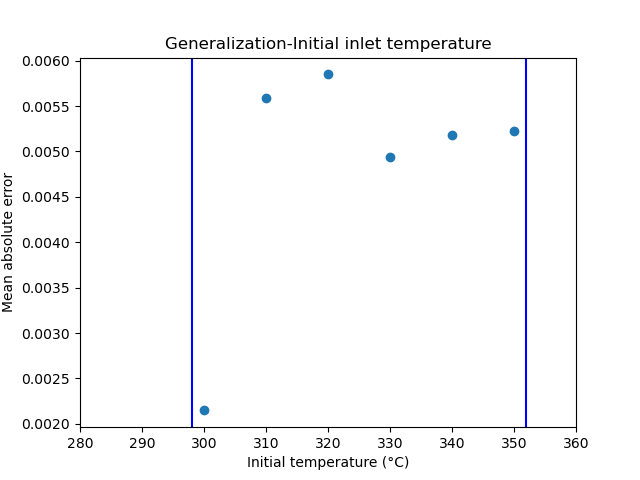 Generalization-Initial inlet temperature
0.0060
0.0055
0.0050
0.0045
0.0040
0.0035
0.0030
0.0025
0.0020
Mean absolute error
280 290 300 310 320 330 340 350 360
Initial temperature (°C)